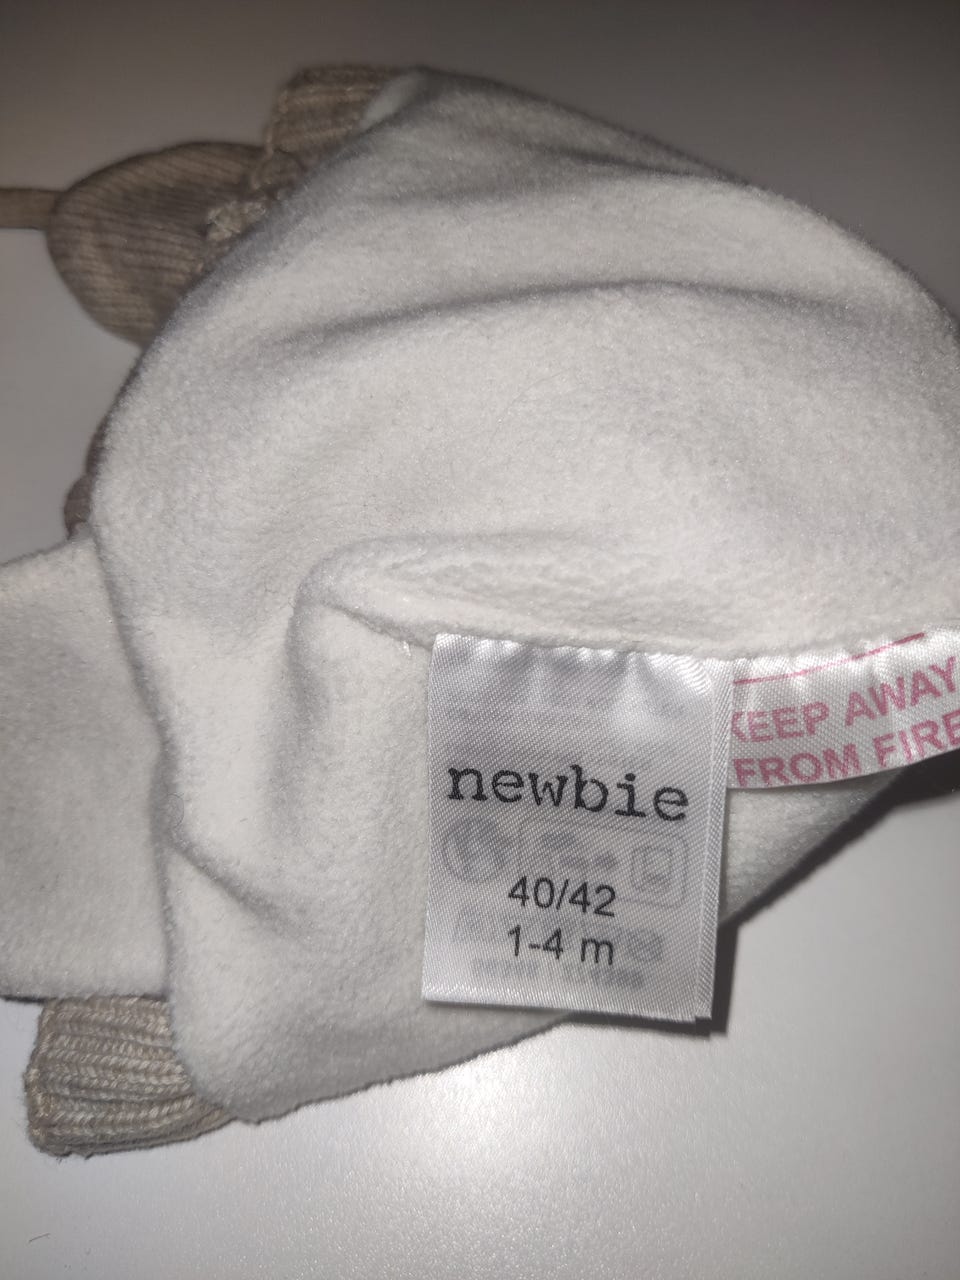 newbie
40/42
1-4 m
KEEP AWAY
FROM FIRE